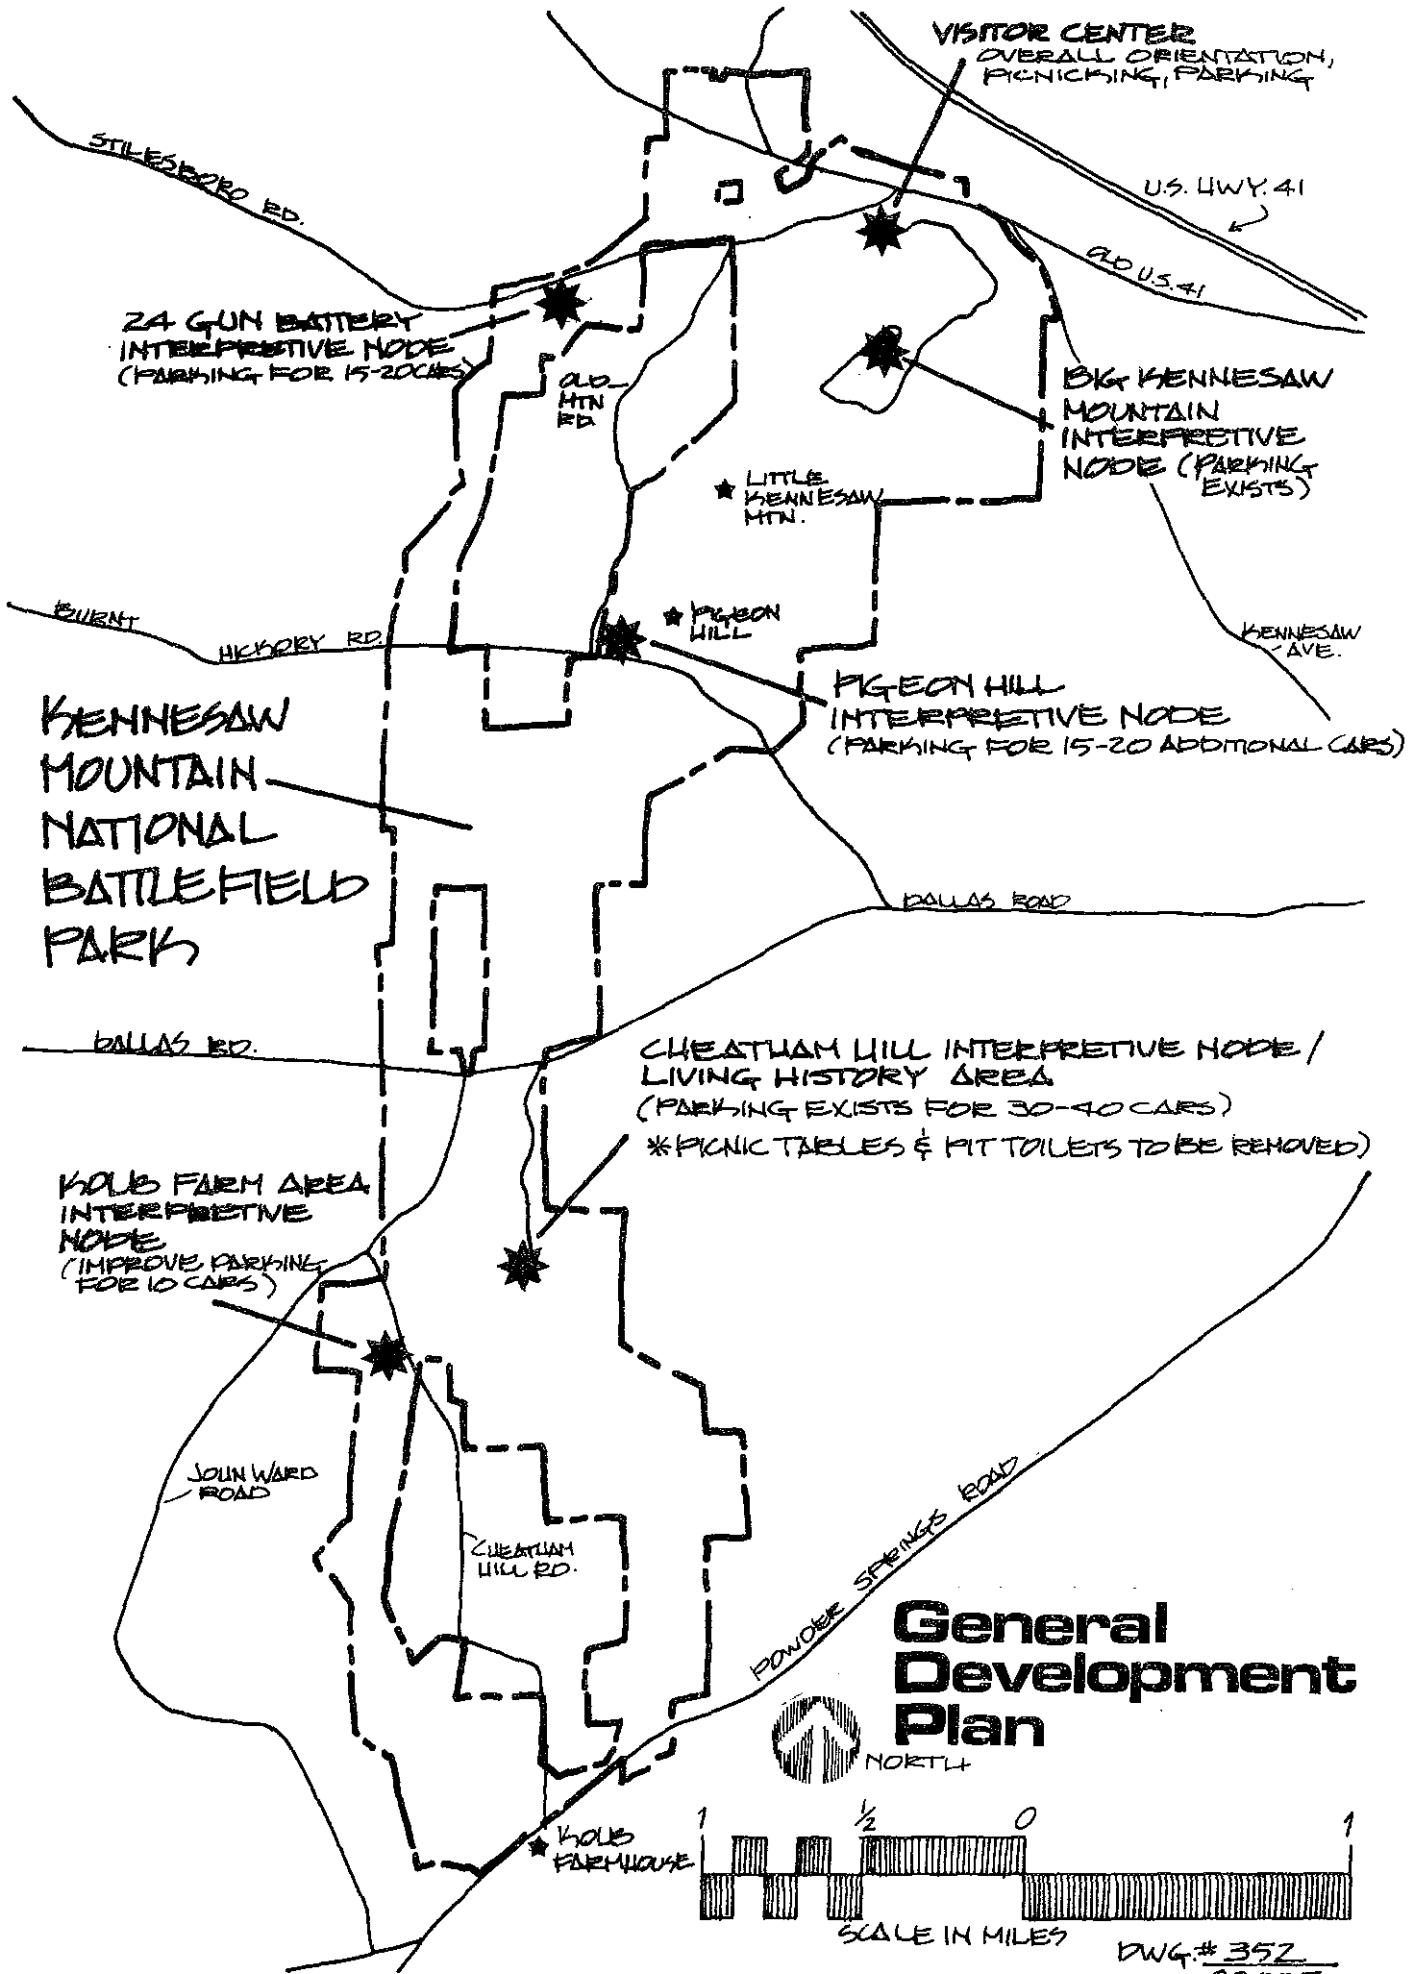 VISITOR CENTER
OVERALL ORIENTATION,
PICNICKING, PARKING
STILESBORO RD.
U.S. HWY. 41
OLD U.S. 41
24 GUN BATTERY
INTERPRETIVE NODE
(PARKING FOR 15-20 CARS)
OLD
MTN
RD.
BIG KENNESAW
MOUNTAIN
INTERPRETIVE
NODE (PARKING
EXISTS)
LITTLE
KENNESAW
MTN.
BURNT
HICKORY RD.
PIGEON
HILL
KENNESAW
AVE.
KENNESAW
MOUNTAIN
NATIONAL
BATTLEFIELD
PARK
PIGEON HILL
INTERPRETIVE NODE
(PARKING FOR 15-20 ADDITIONAL CARS)
DALLAS ROAD
DALLAS RD.
CHEATHAM HILL INTERPRETIVE NODE /
LIVING HISTORY AREA
(PARKING EXISTS FOR 30-40 CARS)
* PICNIC TABLES & PIT TOILETS TO BE REMOVED)
KOLB FARM AREA
INTERPRETIVE
NODE
(IMPROVE PARKING
FOR 10 CARS)
JOHN WARD
ROAD
CHEATHAM
HILL RD.
POWDER SPRINGS ROAD
General
Development
Plan
NORTH
KOLB
FARMHOUSE
1 ½ 0 1
SCALE IN MILES
DWG.# 352